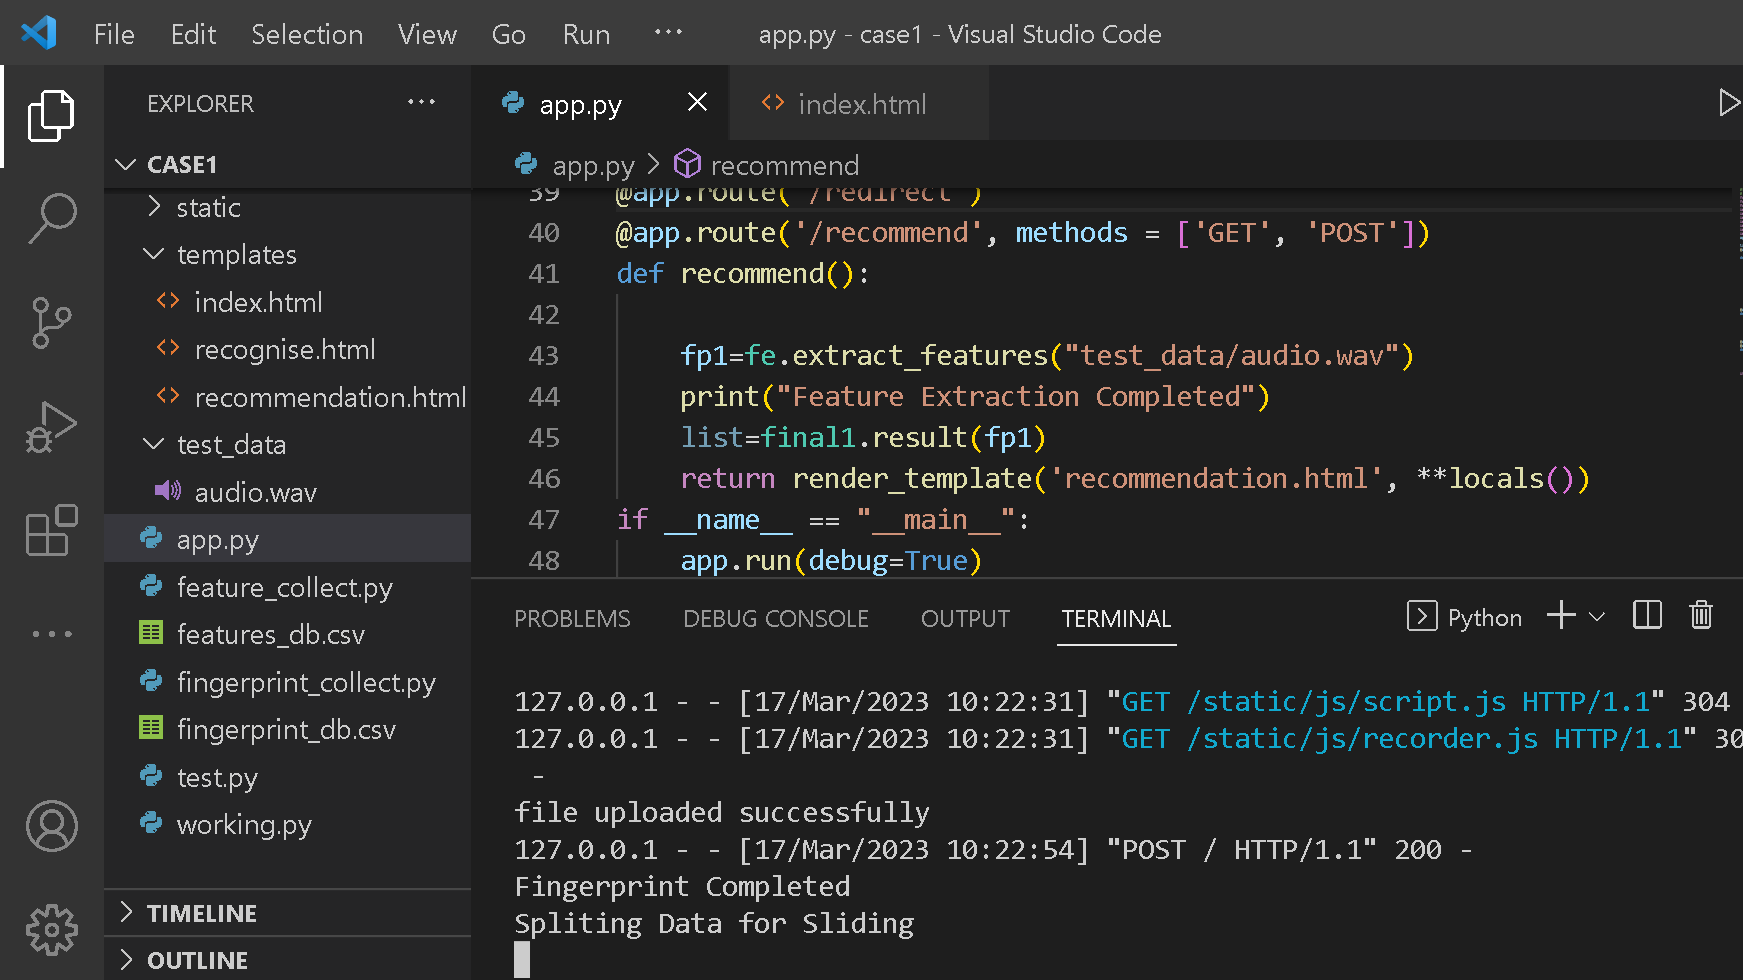 File Edit Selection View Go Run ··· app.py - case1 - Visual Studio Code
EXPLORER ···
CASE1
static
templates
index.html
recognise.html
recommendation.html
test_data
audio.wav
app.py
feature_collect.py
features_db.csv
fingerprint_collect.py
fingerprint_db.csv
test.py
working.py
TIMELINE
OUTLINE
app.py index.html
app.py > recommend
39 @app.route('/redirect')
40 @app.route('/recommend', methods = ['GET', 'POST'])
41 def recommend():
42
43 fp1=fe.extract_features("test_data/audio.wav")
44 print("Feature Extraction Completed")
45 list=final1.result(fp1)
46 return render_template('recommendation.html', **locals())
47 if __name__ == "__main__":
48 app.run(debug=True)
PROBLEMS DEBUG CONSOLE OUTPUT TERMINAL Python
127.0.0.1 - - [17/Mar/2023 10:22:31] "GET /static/js/script.js HTTP/1.1" 304
127.0.0.1 - - [17/Mar/2023 10:22:31] "GET /static/js/recorder.js HTTP/1.1" 30
-
file uploaded successfully
127.0.0.1 - - [17/Mar/2023 10:22:54] "POST / HTTP/1.1" 200 -
Fingerprint Completed
Spliting Data for Sliding